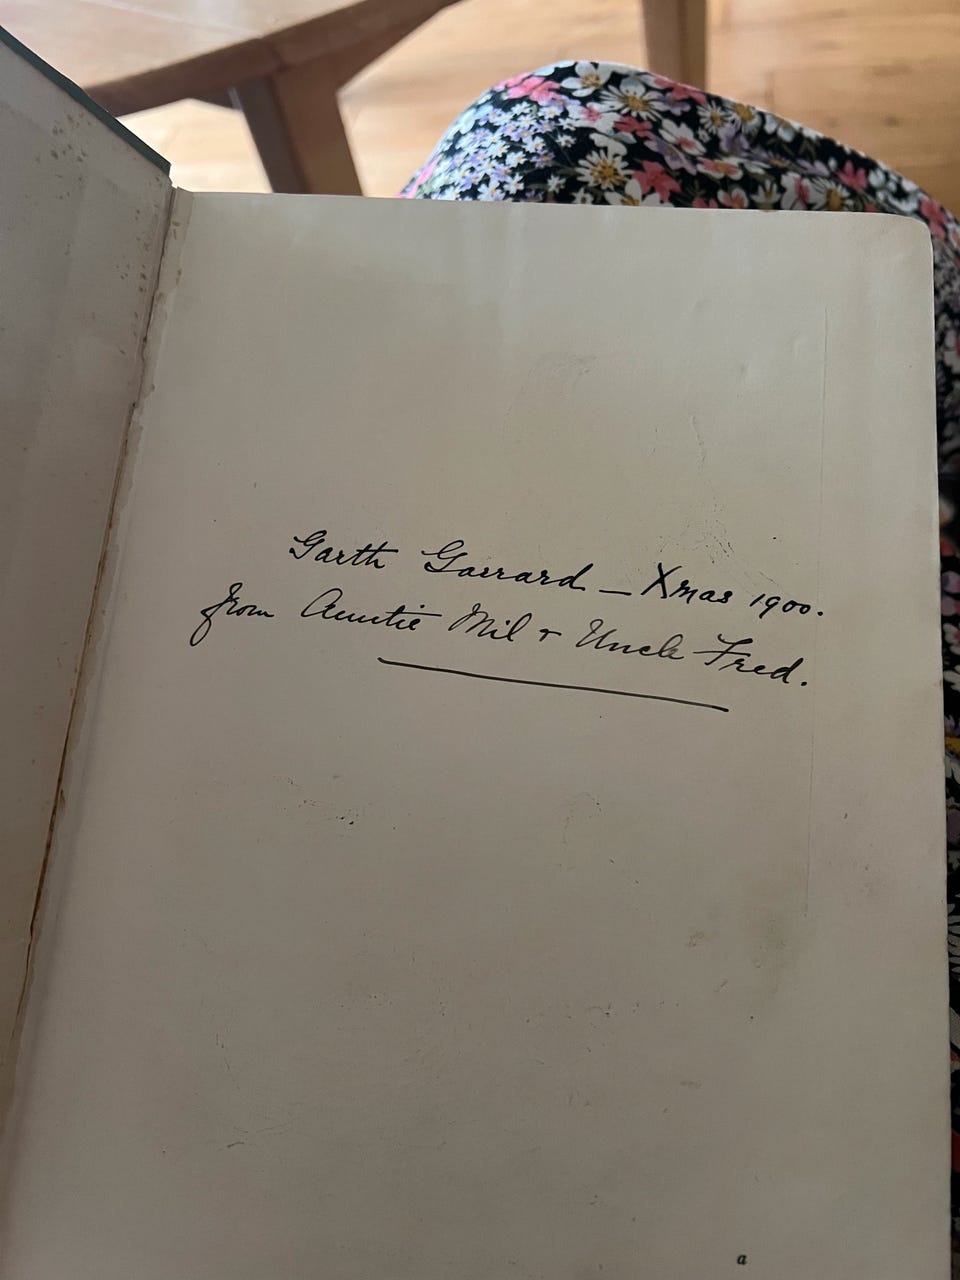 Garth Garrard – Xmas 1900.
from Auntie Mil & Uncle Fred.
a